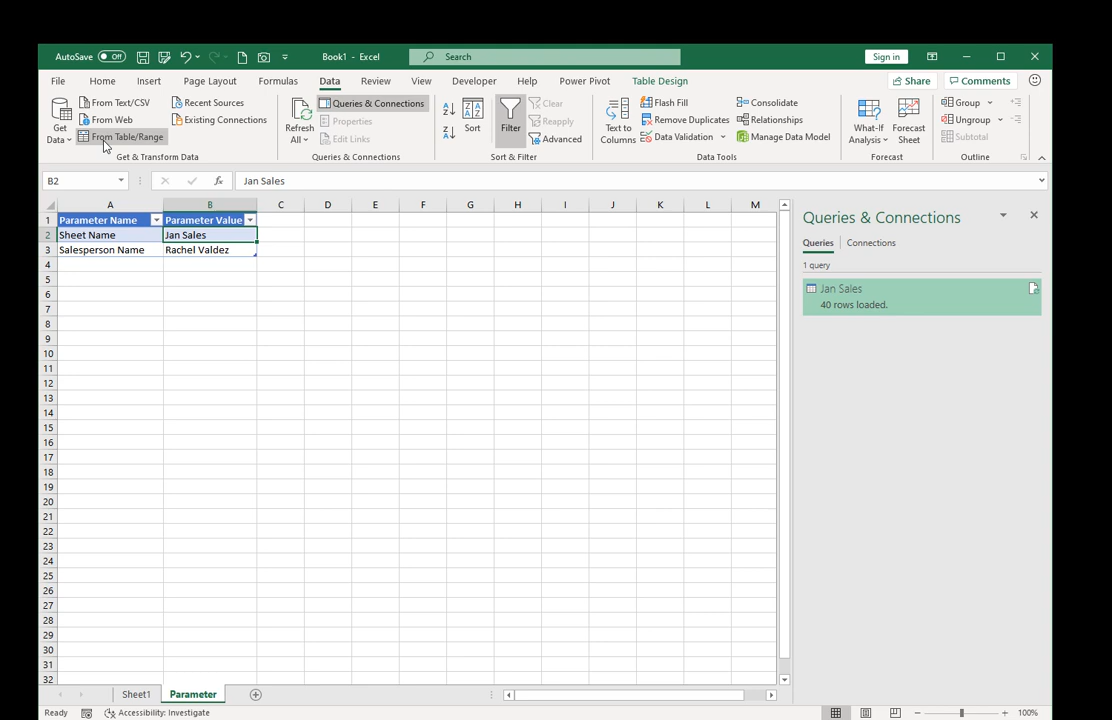 AutoSave Off Book1 - Excel Search Sign in
File Home Insert Page Layout Formulas Data Review View Developer Help Power Pivot Table Design Share Comments
Get Data
From Text/CSV
From Web
From Table/Range
Recent Sources
Existing Connections
Get & Transform Data
Refresh All
Queries & Connections
Properties
Edit Links
Queries & Connections
Sort
Filter
Clear
Reapply
Advanced
Sort & Filter
Text to Columns
Flash Fill
Remove Duplicates
Data Validation
Consolidate
Relationships
Manage Data Model
Data Tools
What-If Analysis
Forecast Sheet
Forecast
Group
Ungroup
Subtotal
Outline
B2 fx Jan Sales
A B C D E F G H I J K L M
1 Parameter Name Parameter Value
2 Sheet Name Jan Sales
3 Salesperson Name Rachel Valdez
4
5
6
7
8
9
10
11
12
13
14
15
16
17
18
19
20
21
22
23
24
25
26
27
28
29
30
31
32
Queries & Connections
Queries Connections
1 query
Jan Sales
40 rows loaded.
Sheet1 Parameter
Ready Accessibility: Investigate 100%